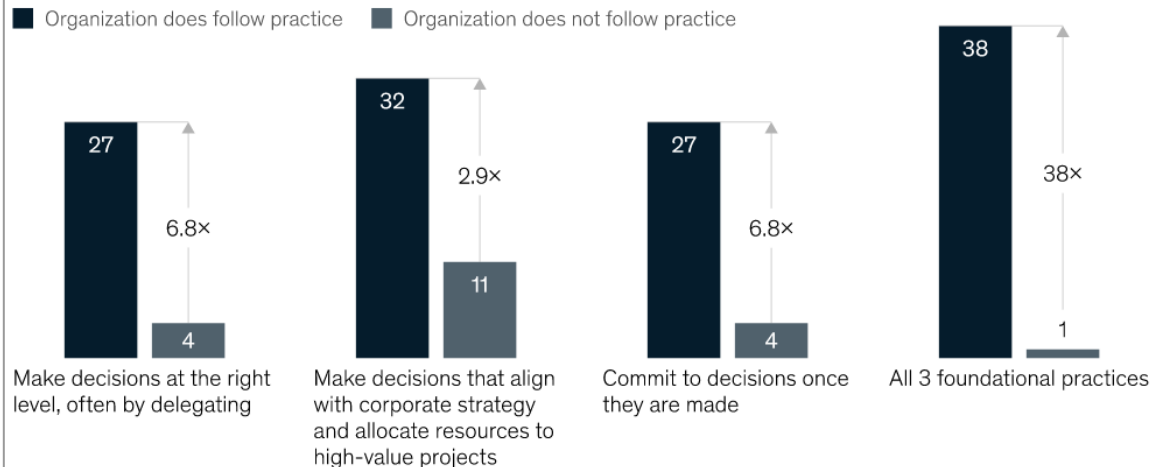 Organization does follow practice
Organization does not follow practice
27
6.8×
4
Make decisions at the right
level, often by delegating
32
2.9×
11
Make decisions that align
with corporate strategy
and allocate resources to
high-value projects
27
6.8×
4
Commit to decisions once
they are made
38
38×
1
All 3 foundational practices